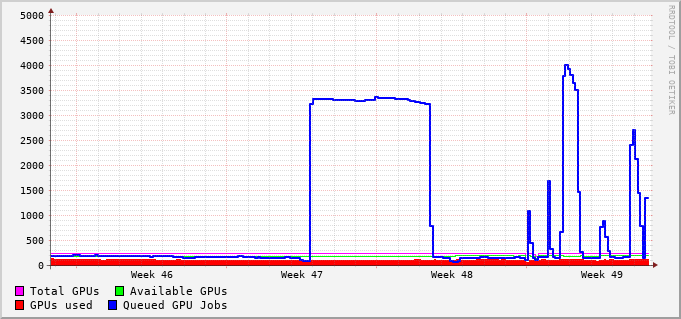 5000
4500
4000
3500
3000
2500
2000
1500
1000
500
0
Week 46 Week 47 Week 48 Week 49
Total GPUs Available GPUs
GPUs used Queued GPU Jobs
RRDTOOL / TOBI OETIKER